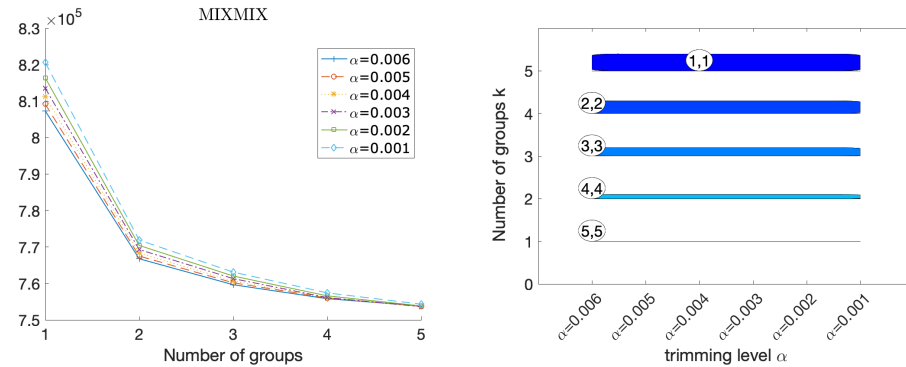 MIXMIX
×10⁵
8.3
8.2
8.1
8
7.9
7.8
7.7
7.6
7.5
1
2
3
4
5
Number of groups
α=0.006
α=0.005
α=0.004
α=0.003
α=0.002
α=0.001
Number of groups k
5
4
3
2
1
0
1,1
2,2
3,3
4,4
5,5
α=0.006
α=0.005
α=0.004
α=0.003
α=0.002
α=0.001
trimming level α